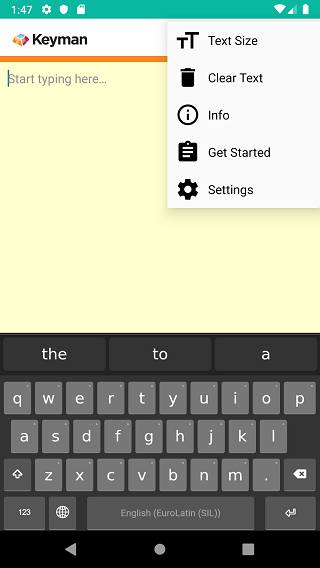 1:47
Keyman
Text Size
Clear Text
Info
Get Started
Settings
Start typing here...
the to a
q w e r t y u i o p
a s d f g h j k l
z x c v b n m .
123 English (EuroLatin (SIL))